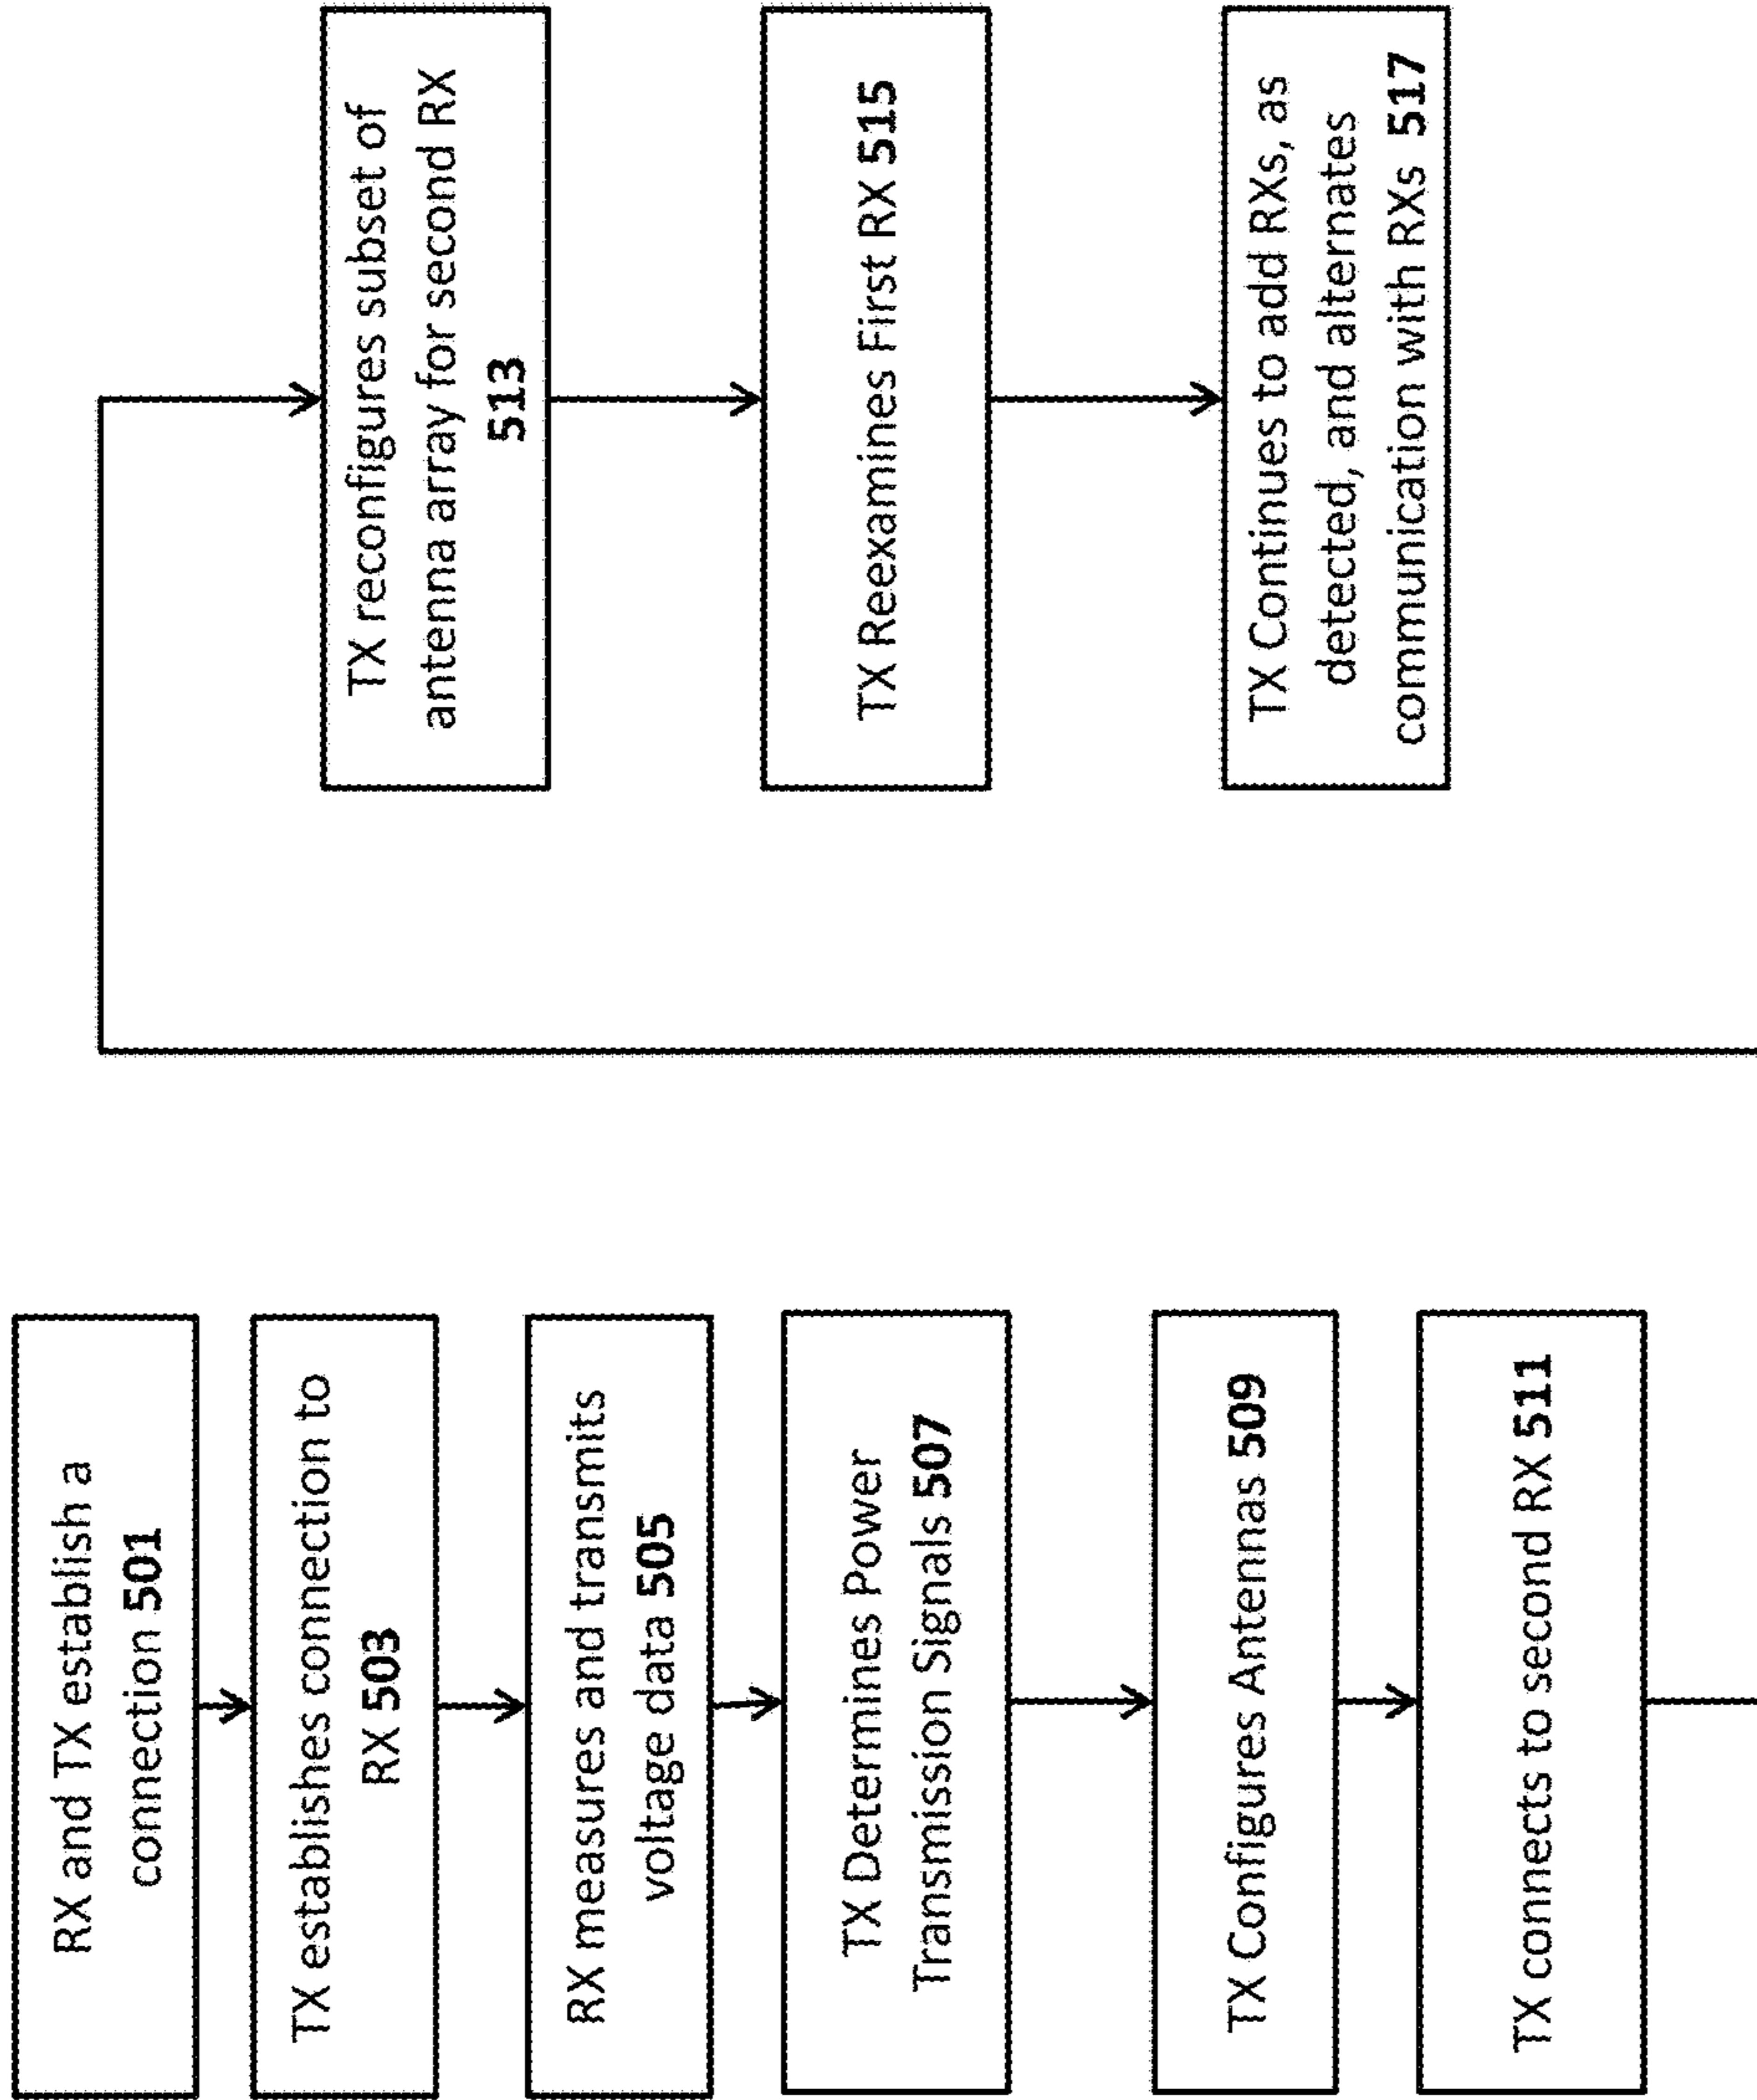 RX and TX establish a
connection 501
TX establishes connection to
RX 503
RX measures and transmits
voltage data 505
TX Determines Power
Transmission Signals 507
TX Configures Antennas 509
TX connects to second RX 511
TX reconfigures subset of
antenna array for second RX
513
TX Reexamines First RX 515
TX Continues to add RXs, as
detected, and alternates
communication with RXs 517